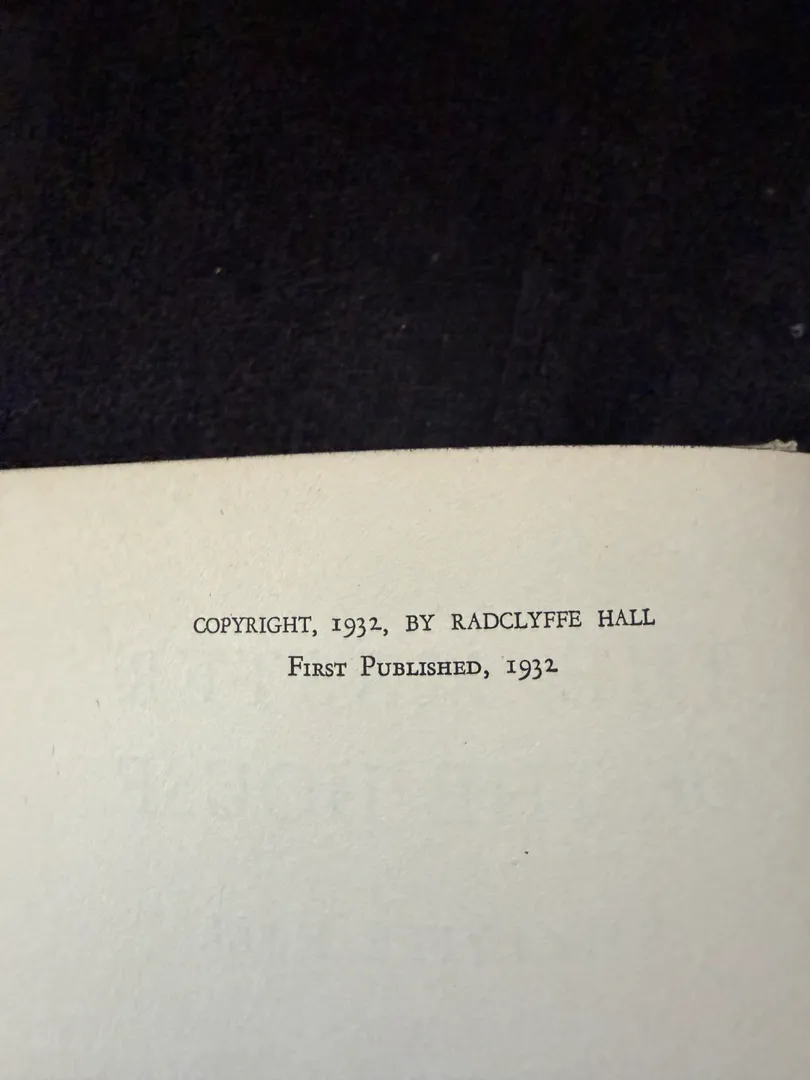 COPYRIGHT, 1932, BY RADCLYFFE HALL
First Published, 1932